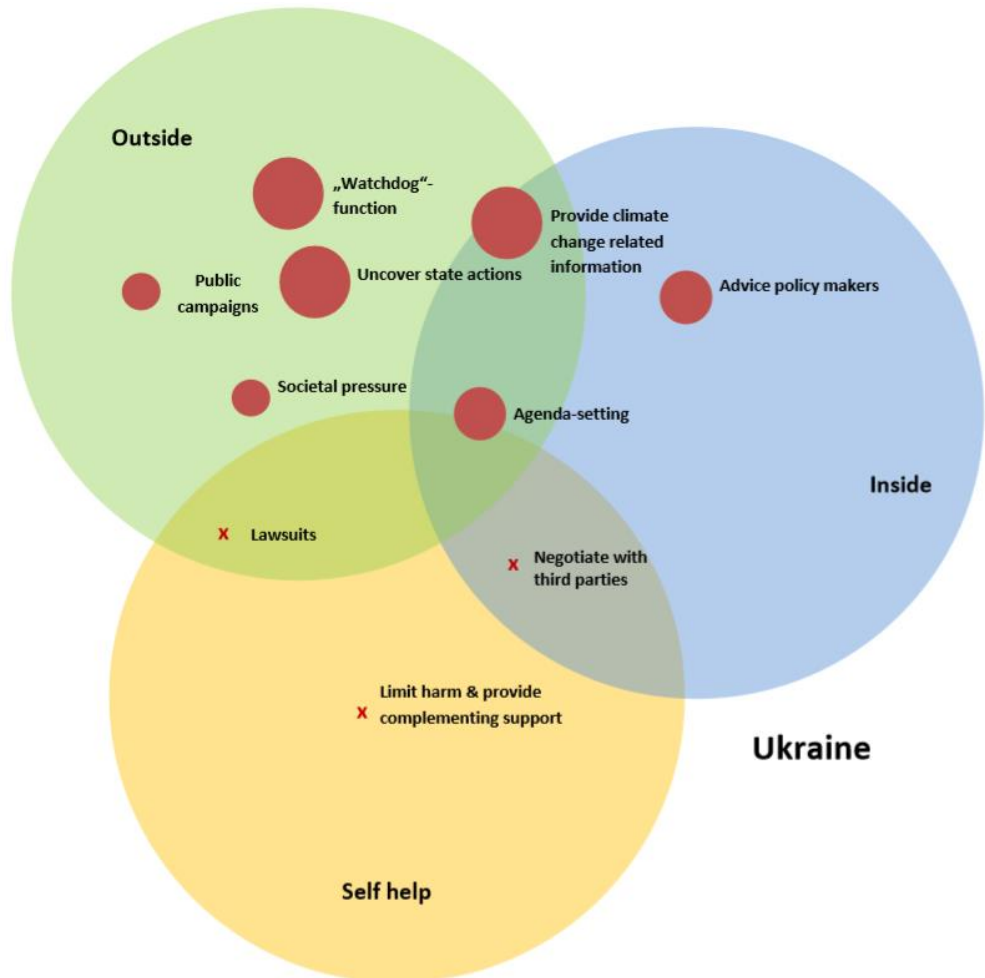 Outside
„Watchdog“-
function
Provide climate
change related
information
Uncover state actions
Public
campaigns
Advice policy makers
Societal pressure
Agenda-setting
Inside
x
Lawsuits
x
Negotiate with
third parties
Limit harm & provide
x
complementing support
Ukraine
Self help